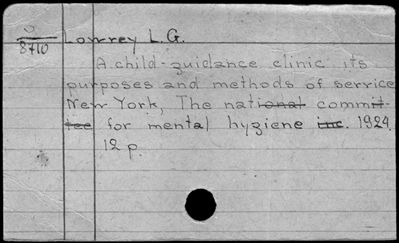 8710
Lowrey L. G.
A child-guidance clinic its
purposes and methods of service
New York, The national commit-
tee for mental hygiene inc. 1924.
12 p.